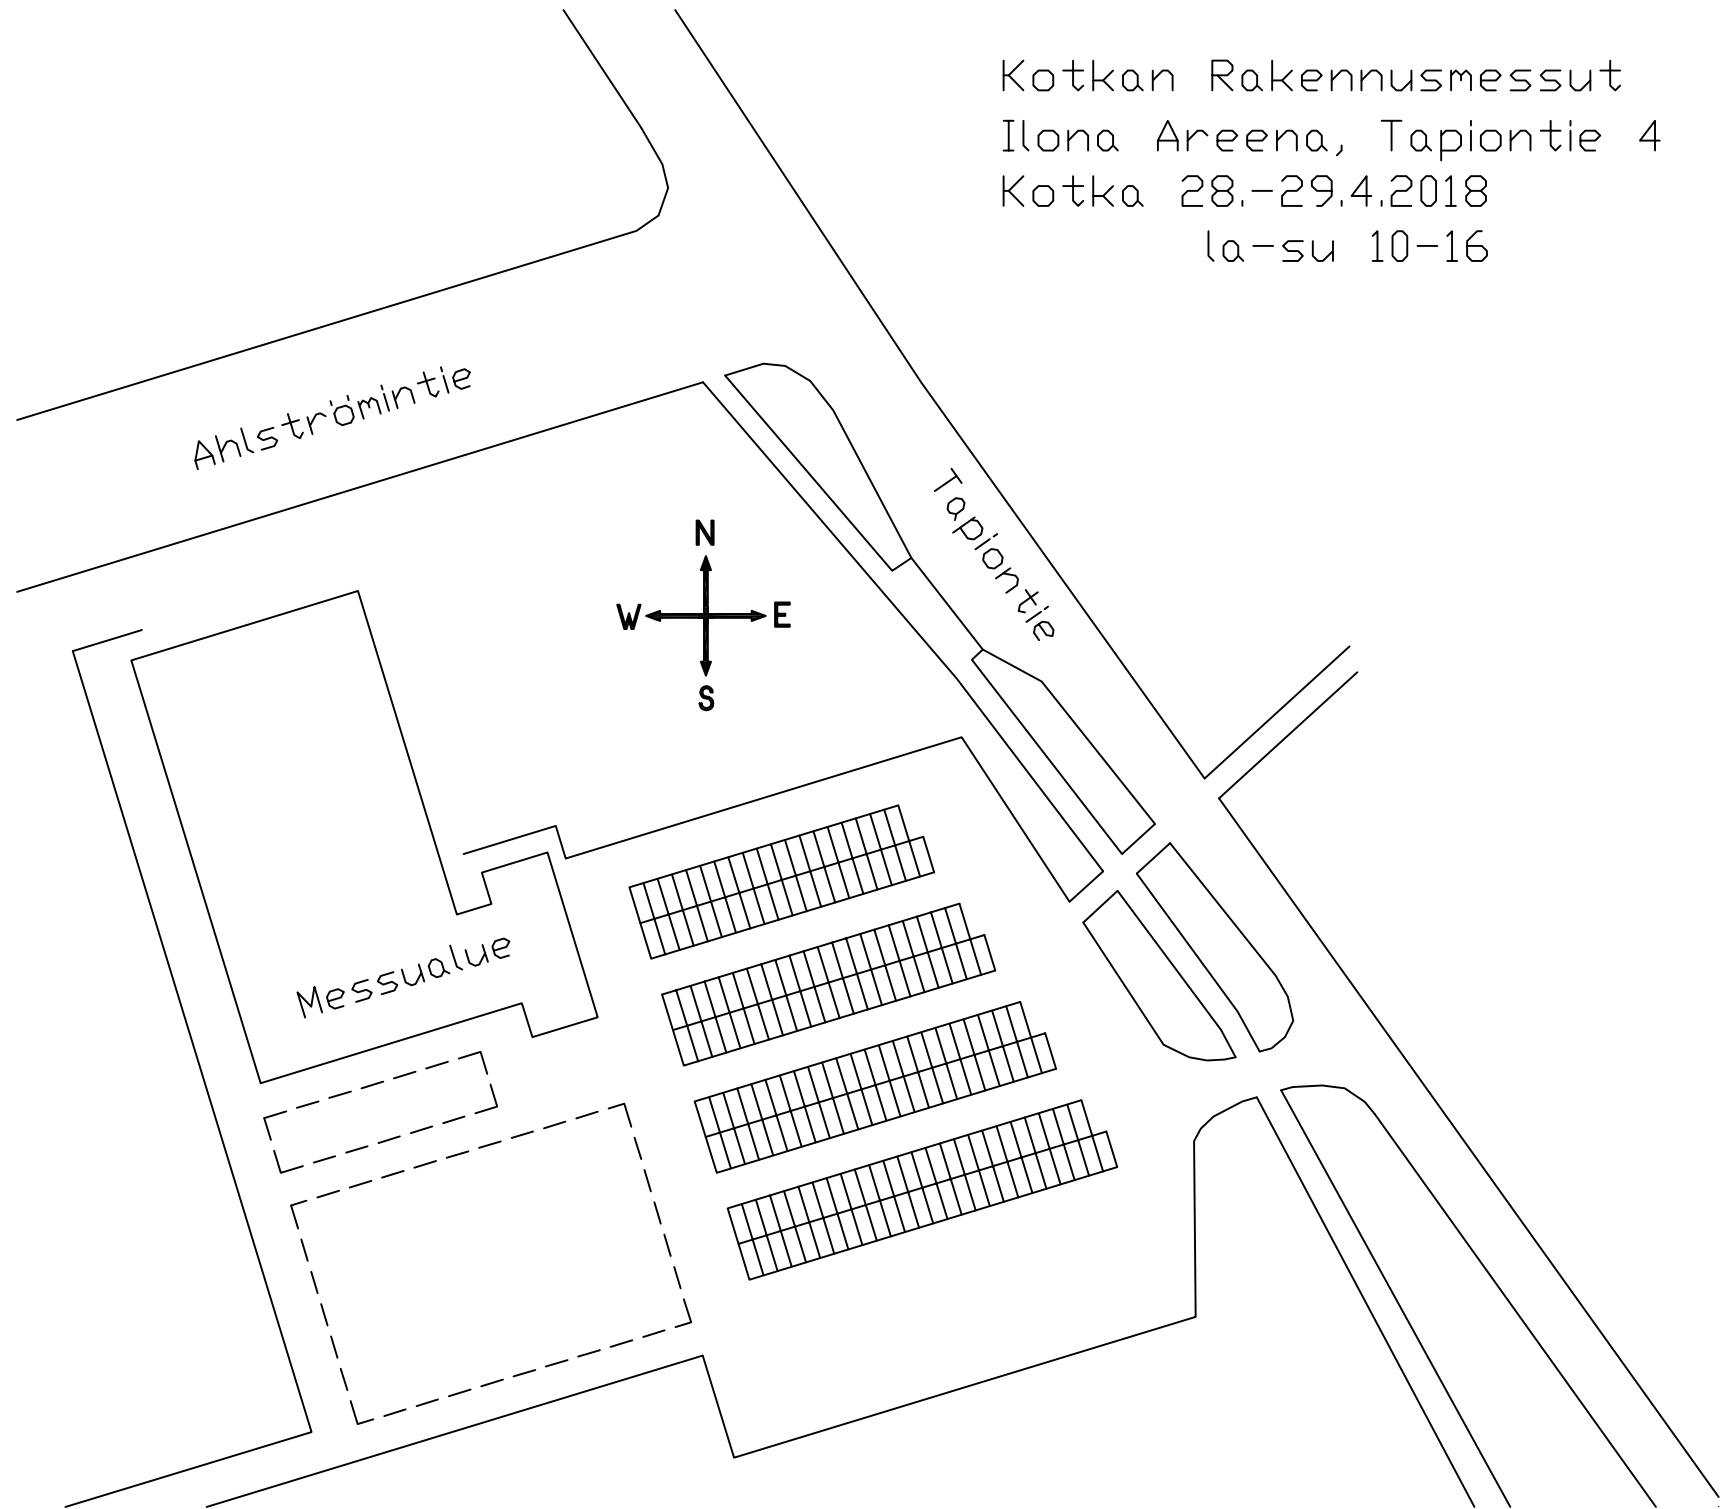 Kotkan Rakennusmessut
Ilona Areena, Tapiontie 4
Kotka 28.-29.4.2018
la-su 10-16
Ahlströmintie
Tapiontie
N
W E
S
Messualue